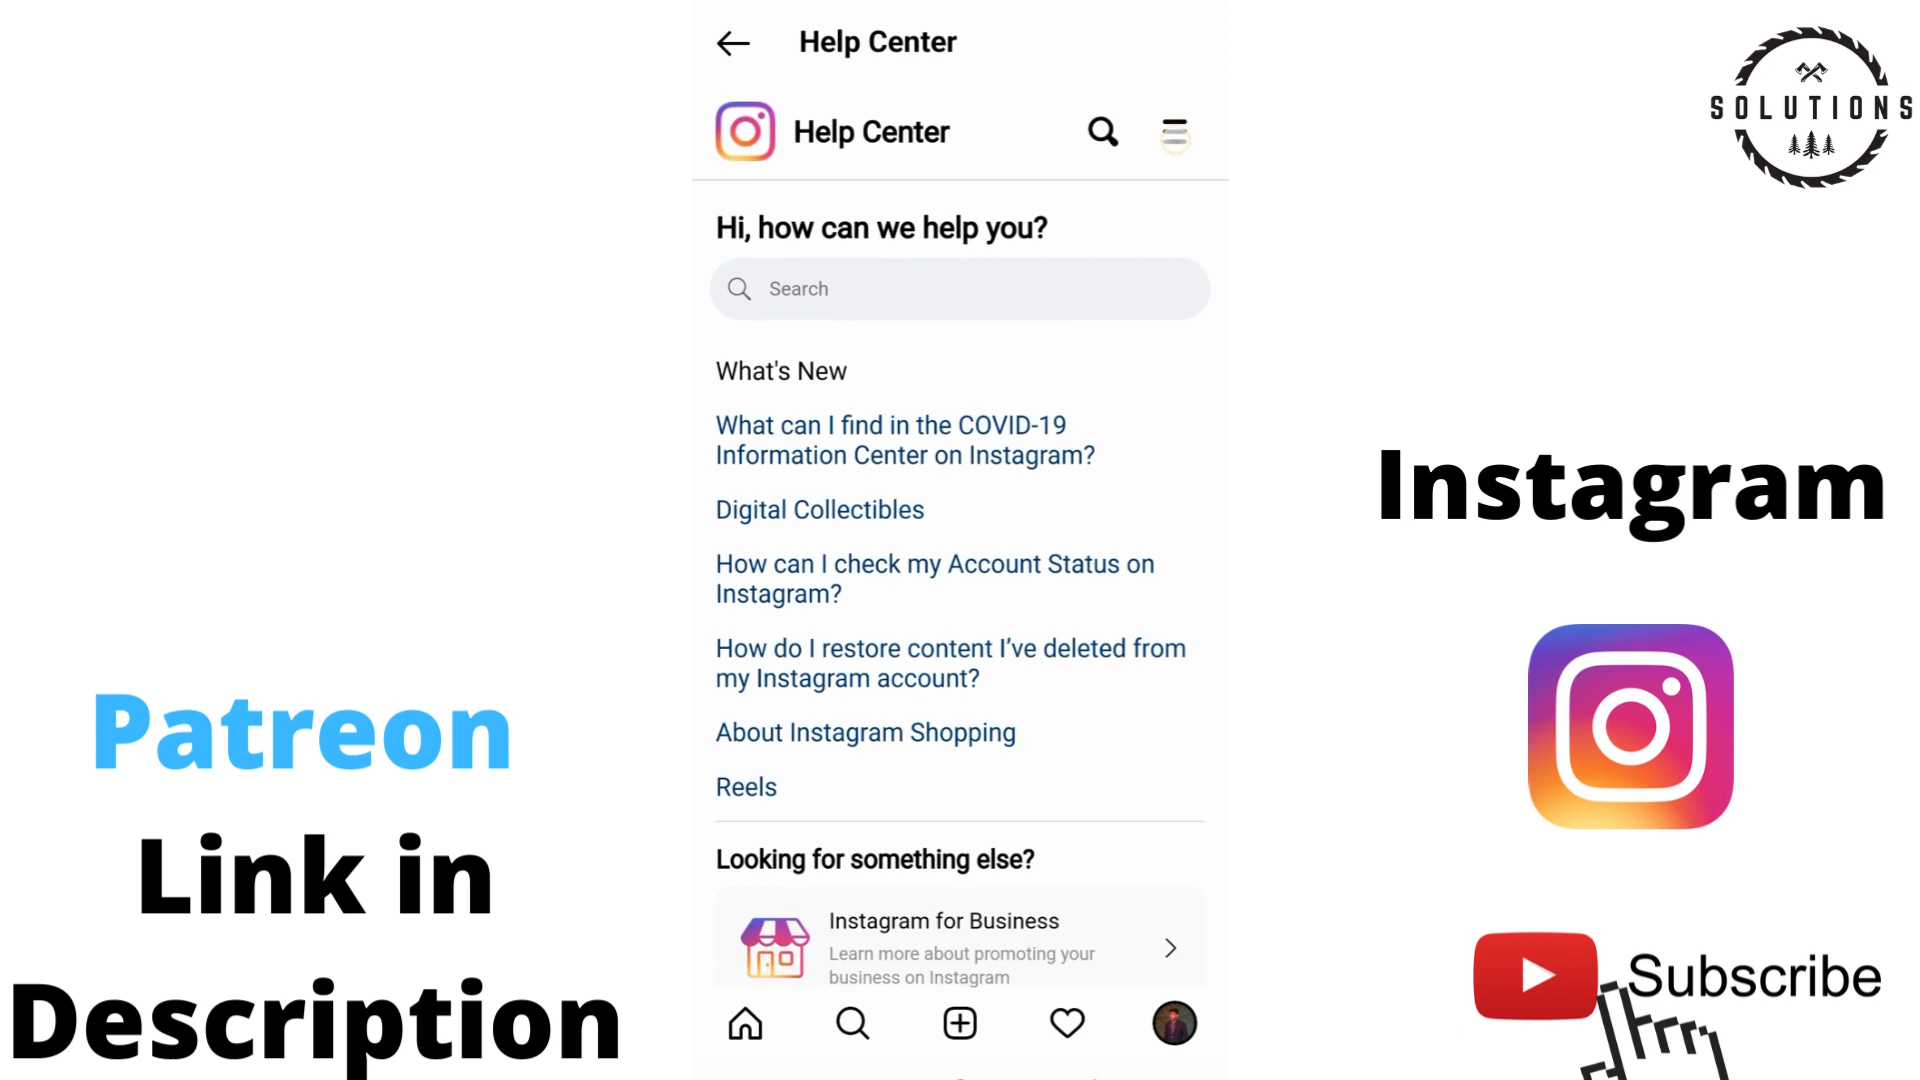 Help Center
Help Center
Hi, how can we help you?
Search
What's New
What can I find in the COVID-19
Information Center on Instagram?
Digital Collectibles
How can I check my Account Status on
Instagram?
How do I restore content I’ve deleted from
my Instagram account?
About Instagram Shopping
Reels
Looking for something else?
Instagram for Business
Learn more about promoting your
business on Instagram
Patreon
Link in
Description
SOLUTIONS
Instagram
Subscribe